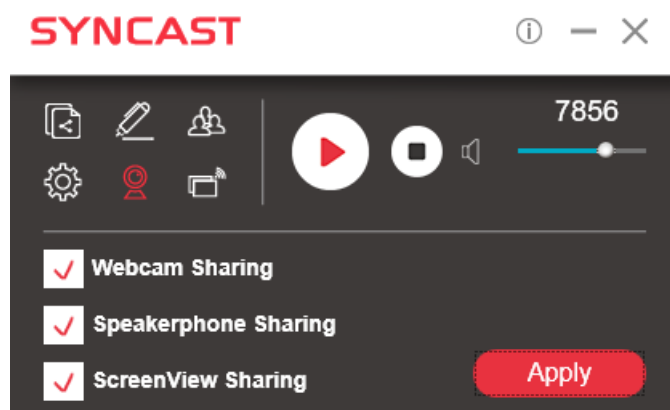 SYNCAST
7856
Webcam Sharing
Speakerphone Sharing
ScreenView Sharing
Apply